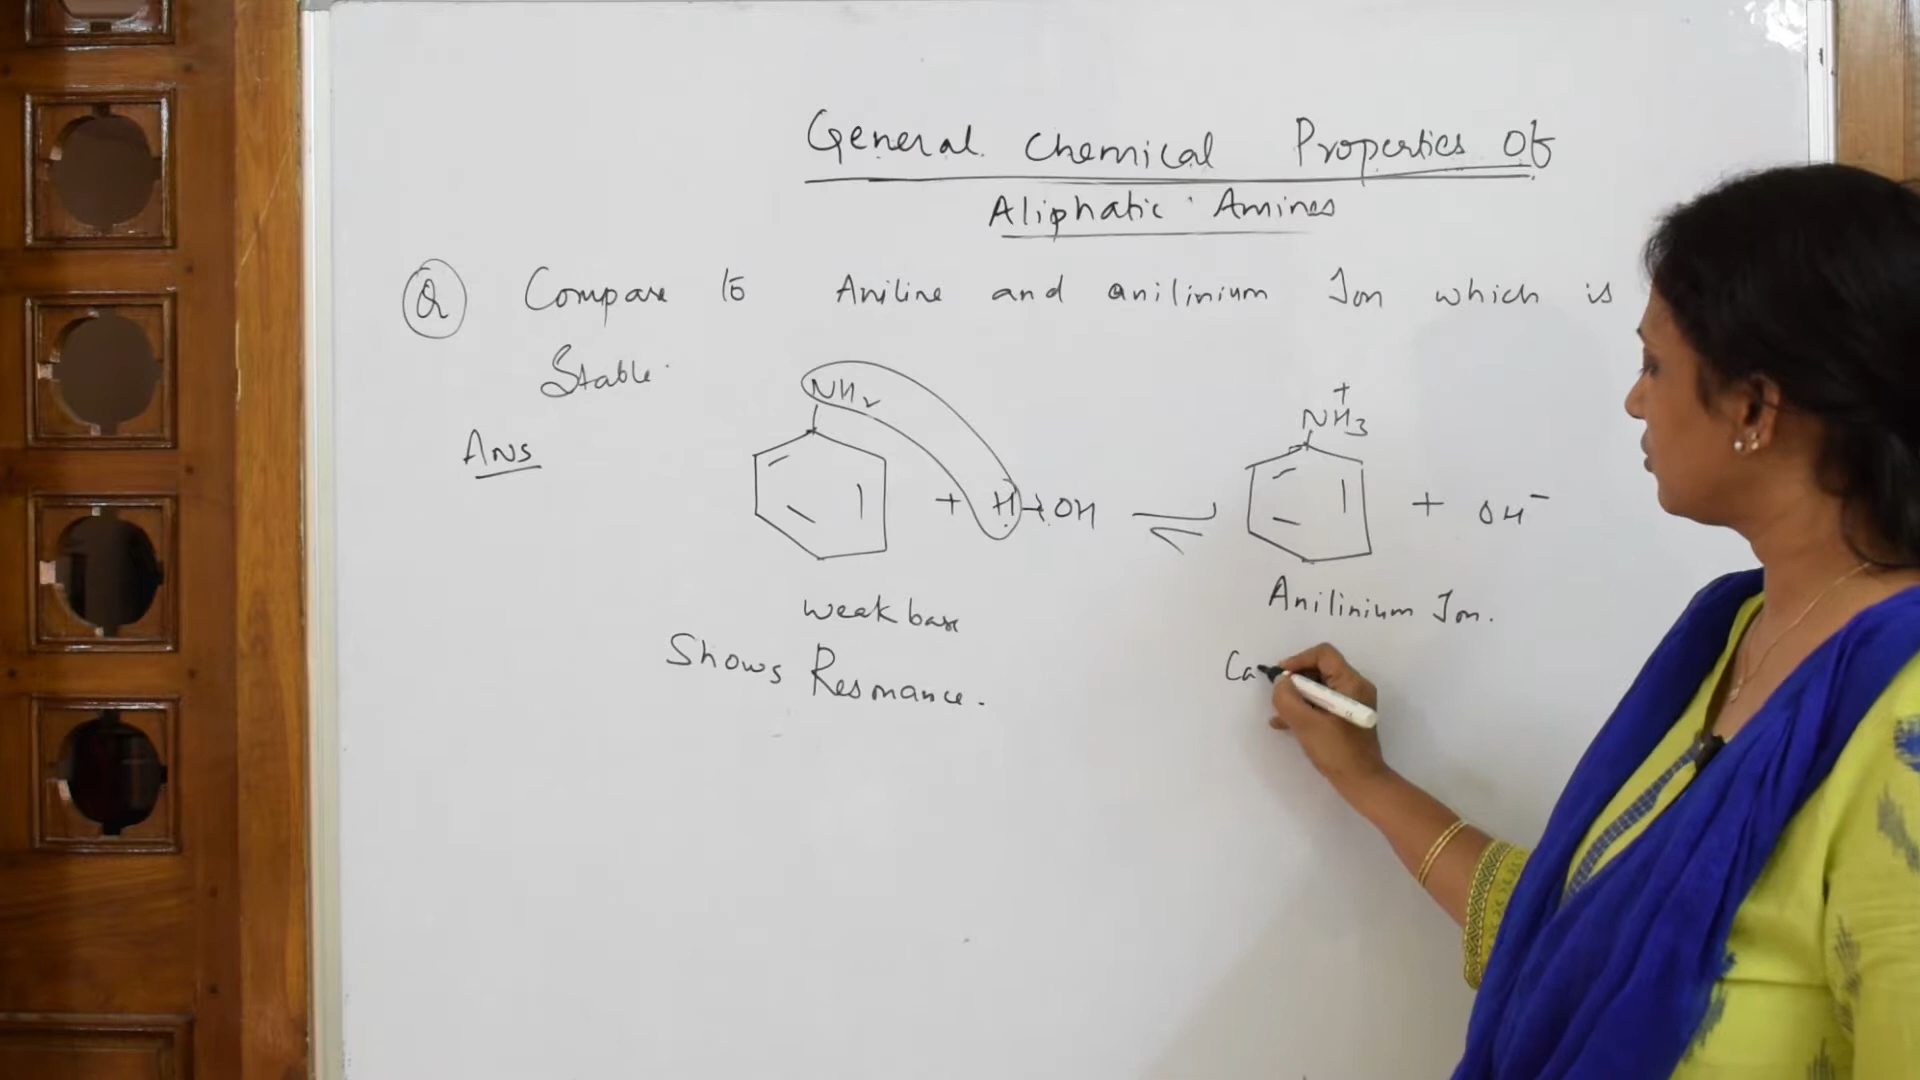 General Chemical Properties Of
Aliphatic Amines
Q Compare to Aniline and anilinium Ion which is
Stable.
Ans
NH2 + H OH ⇌ NH3+ + OH-
weak base Anilinium Ion.
Shows Resonance. Ca